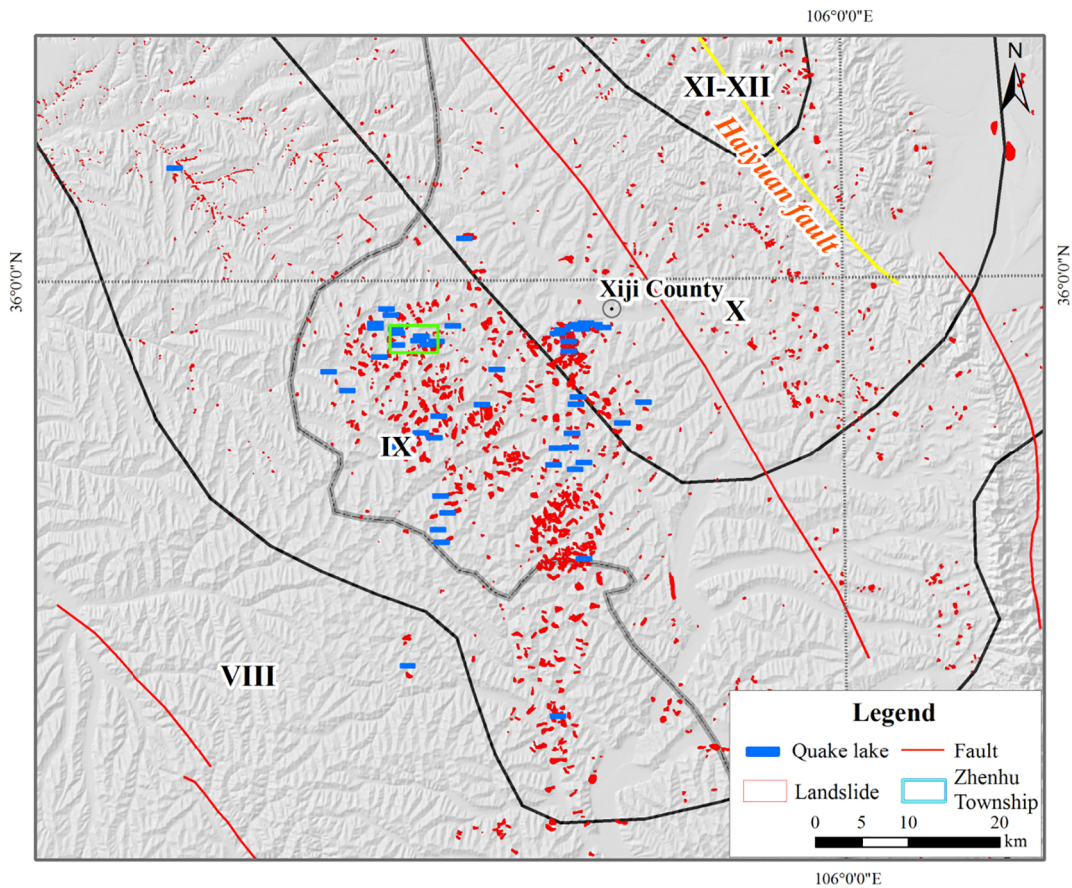 106°0'0"E
N
XI-XII
Haiyuan fault
36°0'0"N
36°0'0"N
Xiji County
X
IX
VIII
Legend
Quake lake
Fault
Landslide
Zhenhu
Township
0 5 10 20
km
106°0'0"E